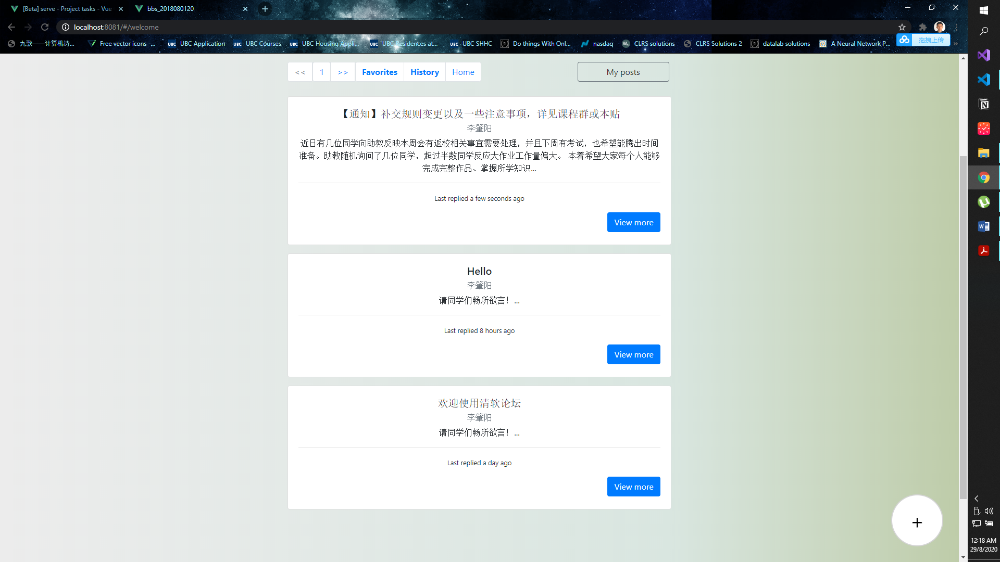 [Beta] serve - Project tasks - Vue
bbs_2018080120
localhost:8081/#/welcome
九歌——计算机诗...
Free vector icons -...
UBC UBC Application
UBC UBC Courses
UBC UBC Housing Appli...
UBC UBC Residences at...
UBC UBC SHHC
Do things With Onl...
nasdaq
CLRS solutions
CLRS Solutions 2
datalab solutions
A Neural Network P...
拖拽上传
<< 1 >> Favorites History Home
My posts
【通知】补交规则变更以及一些注意事项，详见课程群或本贴
李肇阳
近日有几位同学向助教反映本周会有返校相关事宜需要处理，并且下周有考试，也希望能腾出时间
准备。助教随机询问了几位同学，超过半数同学反应大作业工作量偏大。 本着希望大家每个人能够
完成完整作品、掌握所学知识...
Last replied a few seconds ago
View more
Hello
李肇阳
请同学们畅所欲言！...
Last replied 8 hours ago
View more
欢迎使用清软论坛
李肇阳
请同学们畅所欲言！...
Last replied a day ago
View more
+
12:18 AM
29/8/2020